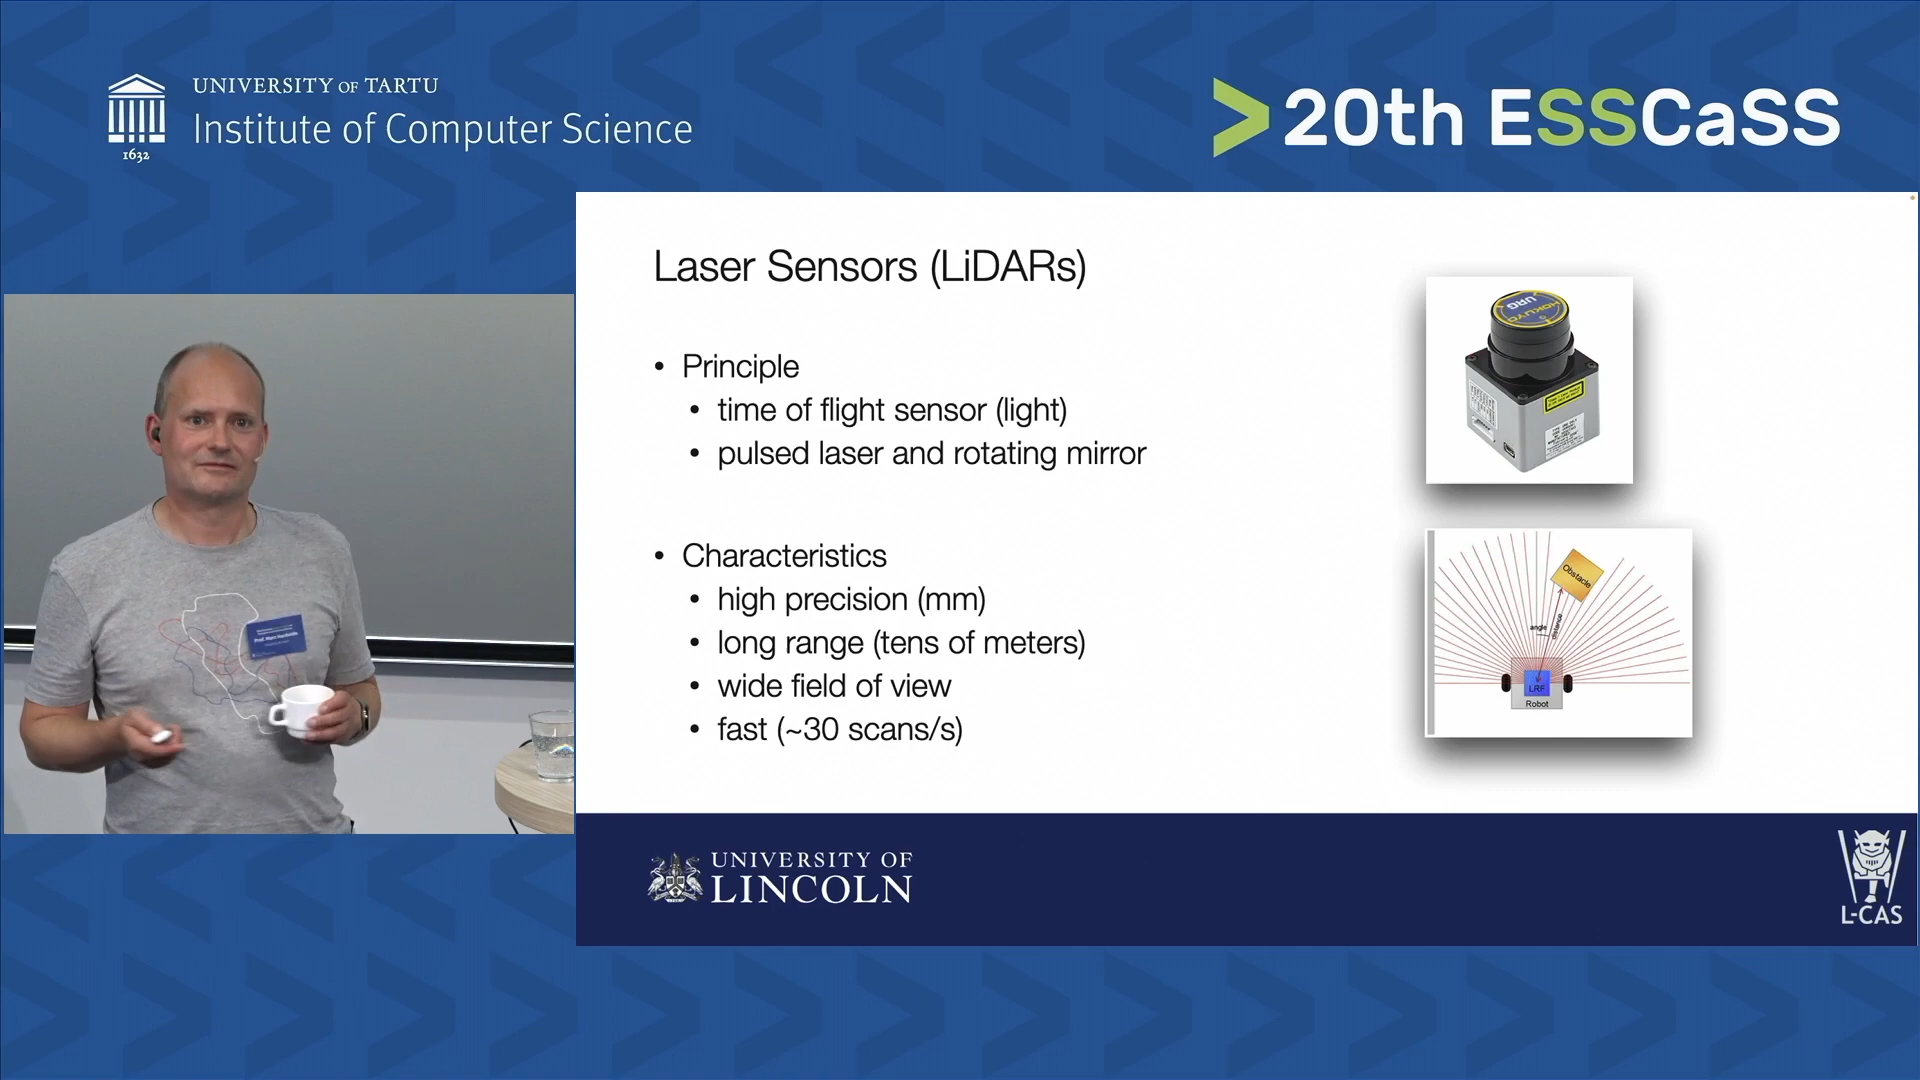 UNIVERSITY OF TARTU
Institute of Computer Science
1632
>20th ESSCaSS
Laser Sensors (LiDARs)
• Principle
• time of flight sensor (light)
• pulsed laser and rotating mirror
• Characteristics
• high precision (mm)
• long range (tens of meters)
• wide field of view
• fast (~30 scans/s)
HOKUYO
URG
Obstacle
angle
distance
LRF
Robot
UNIVERSITY OF
LINCOLN
L-CAS